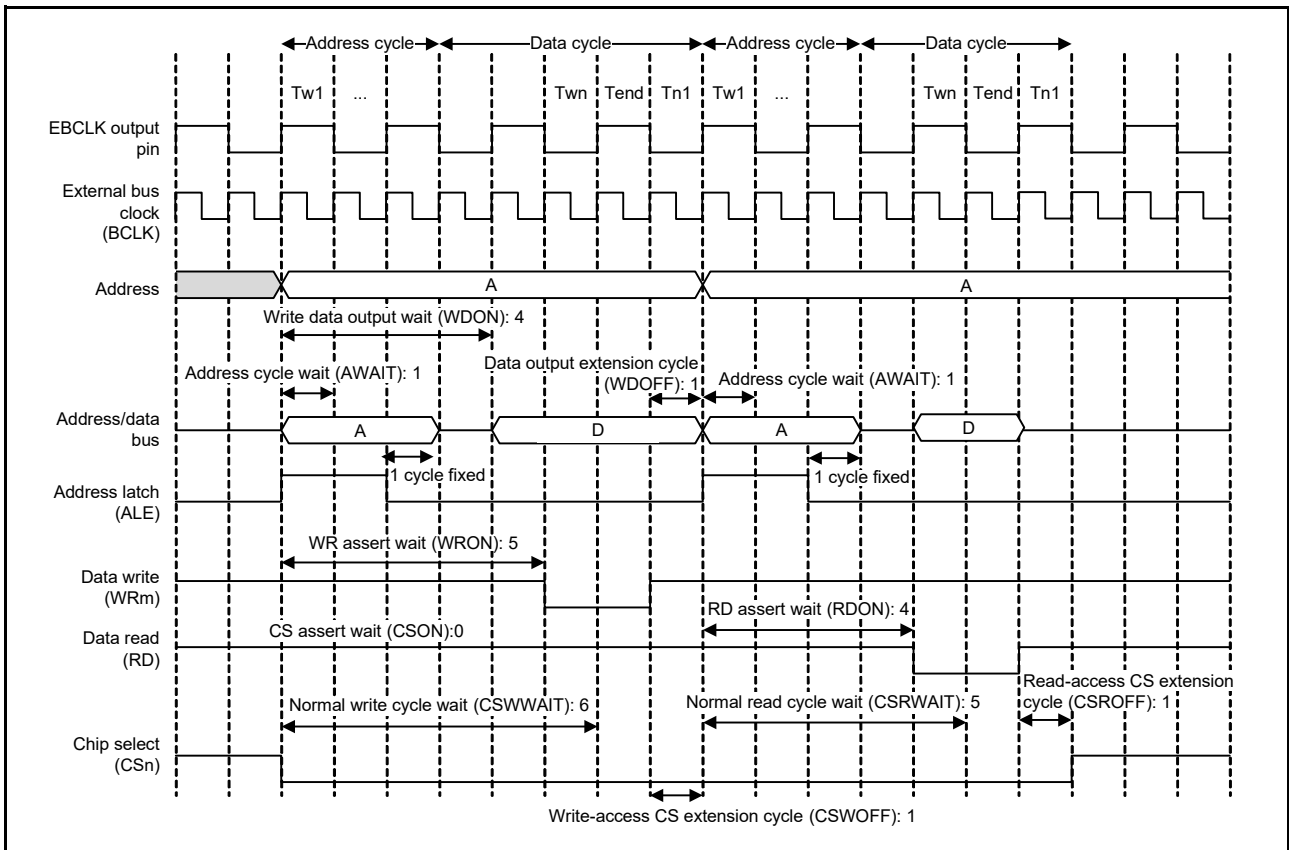 Address cycle
Data cycle
Address cycle
Data cycle
Tw1
...
Twn
Tend
Tn1
Tw1
...
Twn
Tend
Tn1
EBCLK output
pin
External bus
clock
(BCLK)
Address
A
A
Write data output wait (WDON): 4
Data output extension cycle
(WDOFF): 1
Address cycle wait (AWAIT): 1
Address cycle wait (AWAIT): 1
Address/data
bus
A
D
A
D
1 cycle fixed
1 cycle fixed
Address latch
(ALE)
WR assert wait (WRON): 5
Data write
(WRm)
RD assert wait (RDON): 4
CS assert wait (CSON):0
Data read
(RD)
Read-access CS extension
cycle (CSROFF): 1
Normal write cycle wait (CSWWAIT): 6
Normal read cycle wait (CSRWAIT): 5
Chip select
(CSn)
Write-access CS extension cycle (CSWOFF): 1